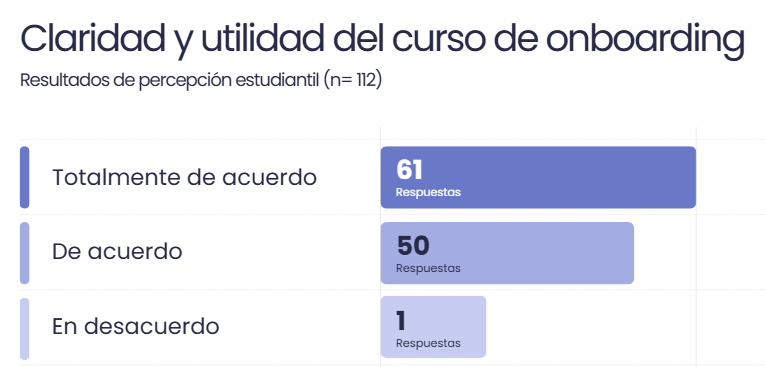 Claridad y utilidad del curso de onboarding
Resultados de percepción estudiantil (n= 112)
Totalmente de acuerdo
61
Respuestas
De acuerdo
50
Respuestas
En desacuerdo
1
Respuestas